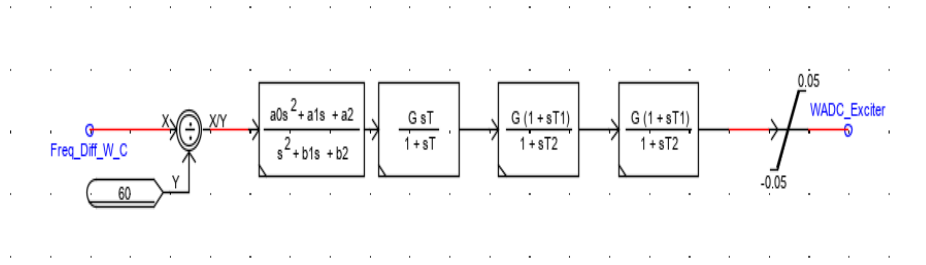 Freq_Diff_W_C
X
÷
X/Y
60
Y
a0s²+a1s +a2
s²+b1s +b2
G sT
1 + sT
G (1 + sT1)
1 + sT2
G (1 + sT1)
1 + sT2
0.05
-0.05
WADC_Exciter